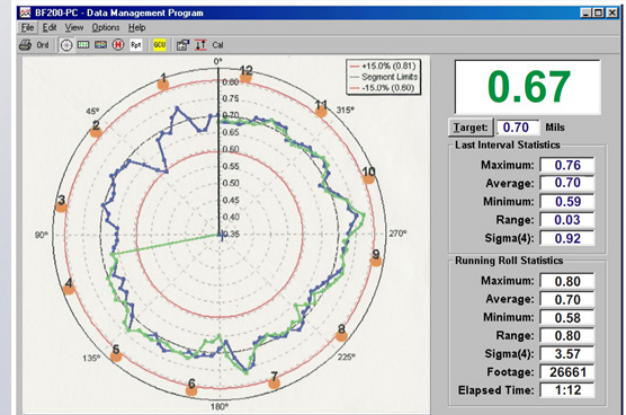 BF200-PC - Data Management Program
File Edit View Options Help
Ord Rpt GCU Cal
0°
+15.0% (0.81)
Segment Limits
-15.0% (0.60)
0.67
Target: 0.70 Mils
Last Interval Statistics
Maximum: 0.76
Average: 0.70
Minimum: 0.59
Range: 0.03
Sigma(4): 0.92
Running Roll Statistics
Maximum: 0.80
Average: 0.70
Minimum: 0.58
Range: 0.80
Sigma(4): 3.57
Footage: 26661
Elapsed Time: 1:12
0.80
0.75
0.70
0.65
0.60
0.55
0.50
0.45
0.40
0.35
45°
90°
135°
180°
225°
270°
315°
1
2
3
4
5
6
7
8
9
10
11
12